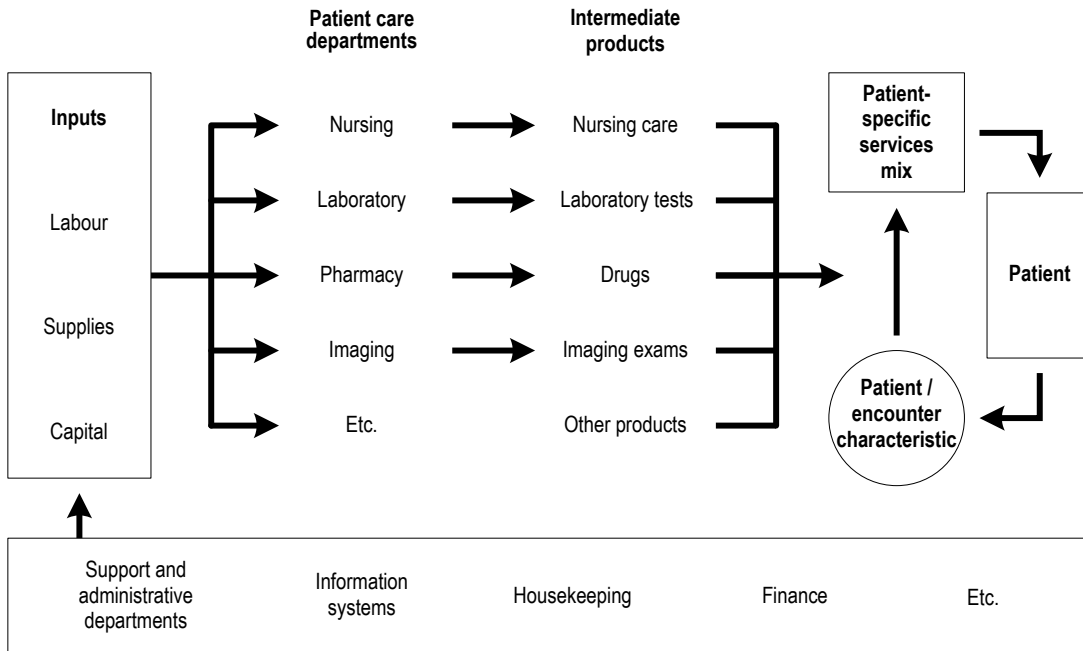 Patient care
departments
Intermediate
products
Inputs
Labour
Supplies
Capital
Nursing
Laboratory
Pharmacy
Imaging
Etc.
Nursing care
Laboratory tests
Drugs
Imaging exams
Other products
Patient-
specific
services
mix
Patient
Patient /
encounter
characteristic
Support and
administrative
departments
Information
systems
Housekeeping
Finance
Etc.